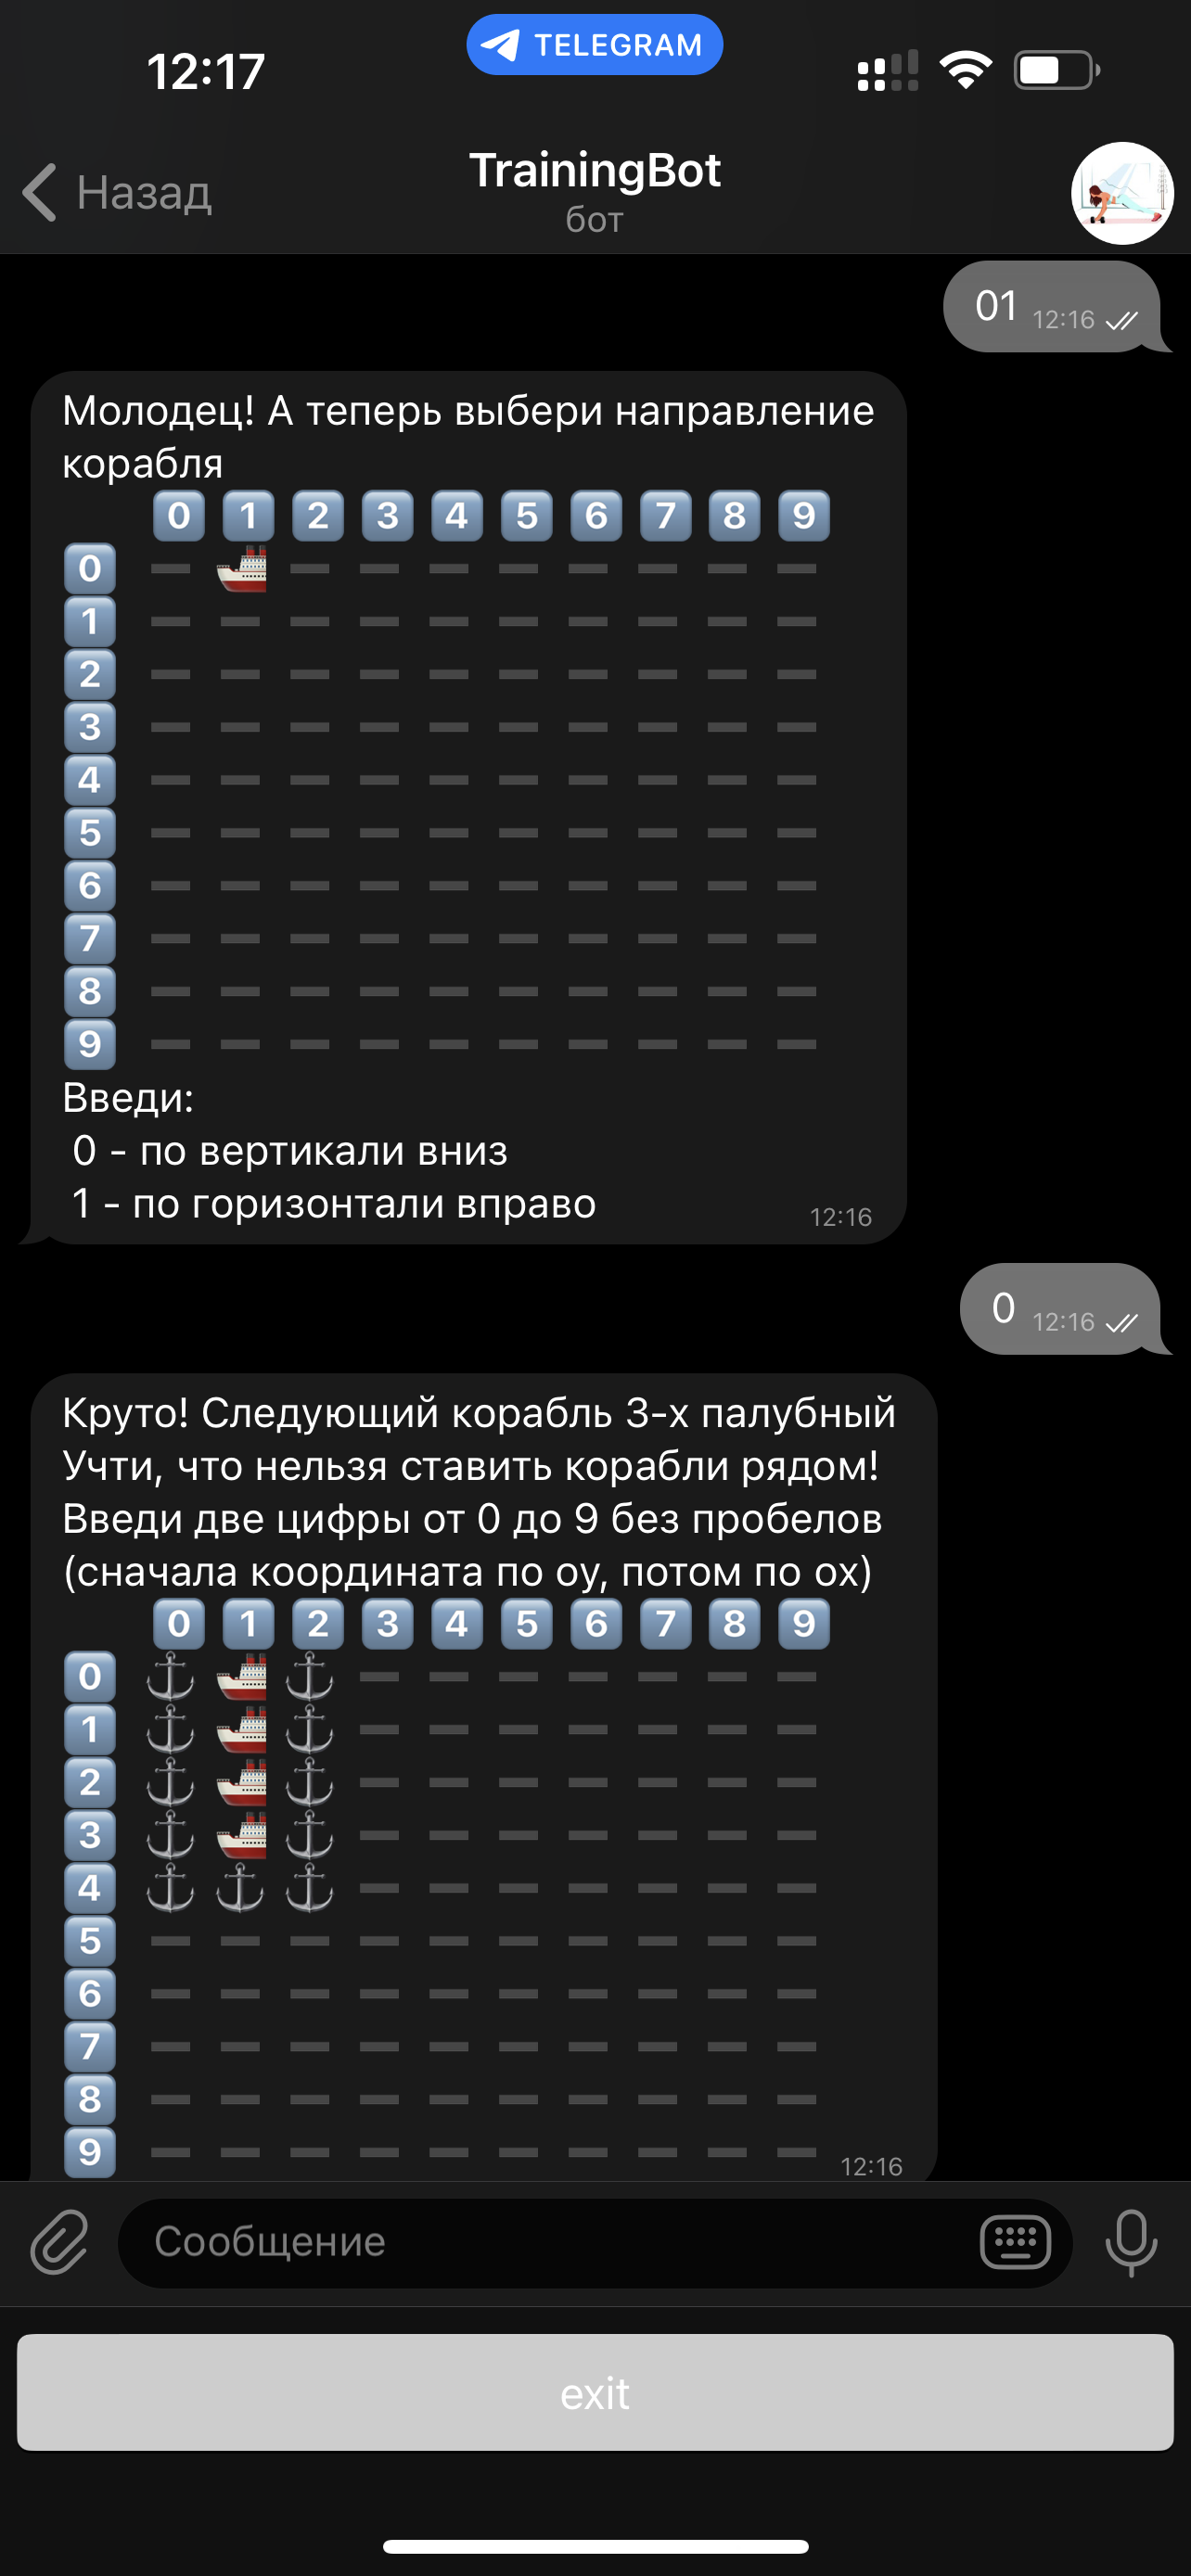 12:17
TELEGRAM
Назад
TrainingBot
бот
01 12:16
Молодец! А теперь выбери направление
корабля
0 1 2 3 4 5 6 7 8 9
0
1
2
3
4
5
6
7
8
9
Введи:
0 - по вертикали вниз
1 - по горизонтали вправо
12:16
0 12:16
Круто! Следующий корабль 3-х палубный
Учти, что нельзя ставить корабли рядом!
Введи две цифры от 0 до 9 без пробелов
(сначала координата по oy, потом по ox)
0 1 2 3 4 5 6 7 8 9
0
1
2
3
4
5
6
7
8
9
12:16
Сообщение
exit